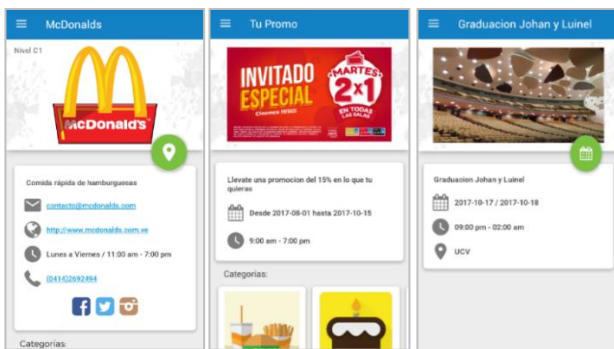 McDonalds
Nivel C1
McDonald's
Comida rápida de hamburguesas
contacto@mcdonalds.com
http://www.mcdonalds.com.ve
Lunes a Viernes / 11:00 am - 7:00 pm
(0414)2692494
Categorías:
Tu Promo
INVITADO
ESPECIAL
MARTES
2x1
EN TODAS
LAS SALAS
Llevate una promocion del 15% en lo que tu
quieras
Desde 2017-08-01 hasta 2017-10-15
9:00 am - 7:00 pm
Categorías:
Graduacion Johan y Luinel
Graduacion Johan y Luinel
2017-10-17 / 2017-10-18
09:00 pm - 02:00 am
UCV